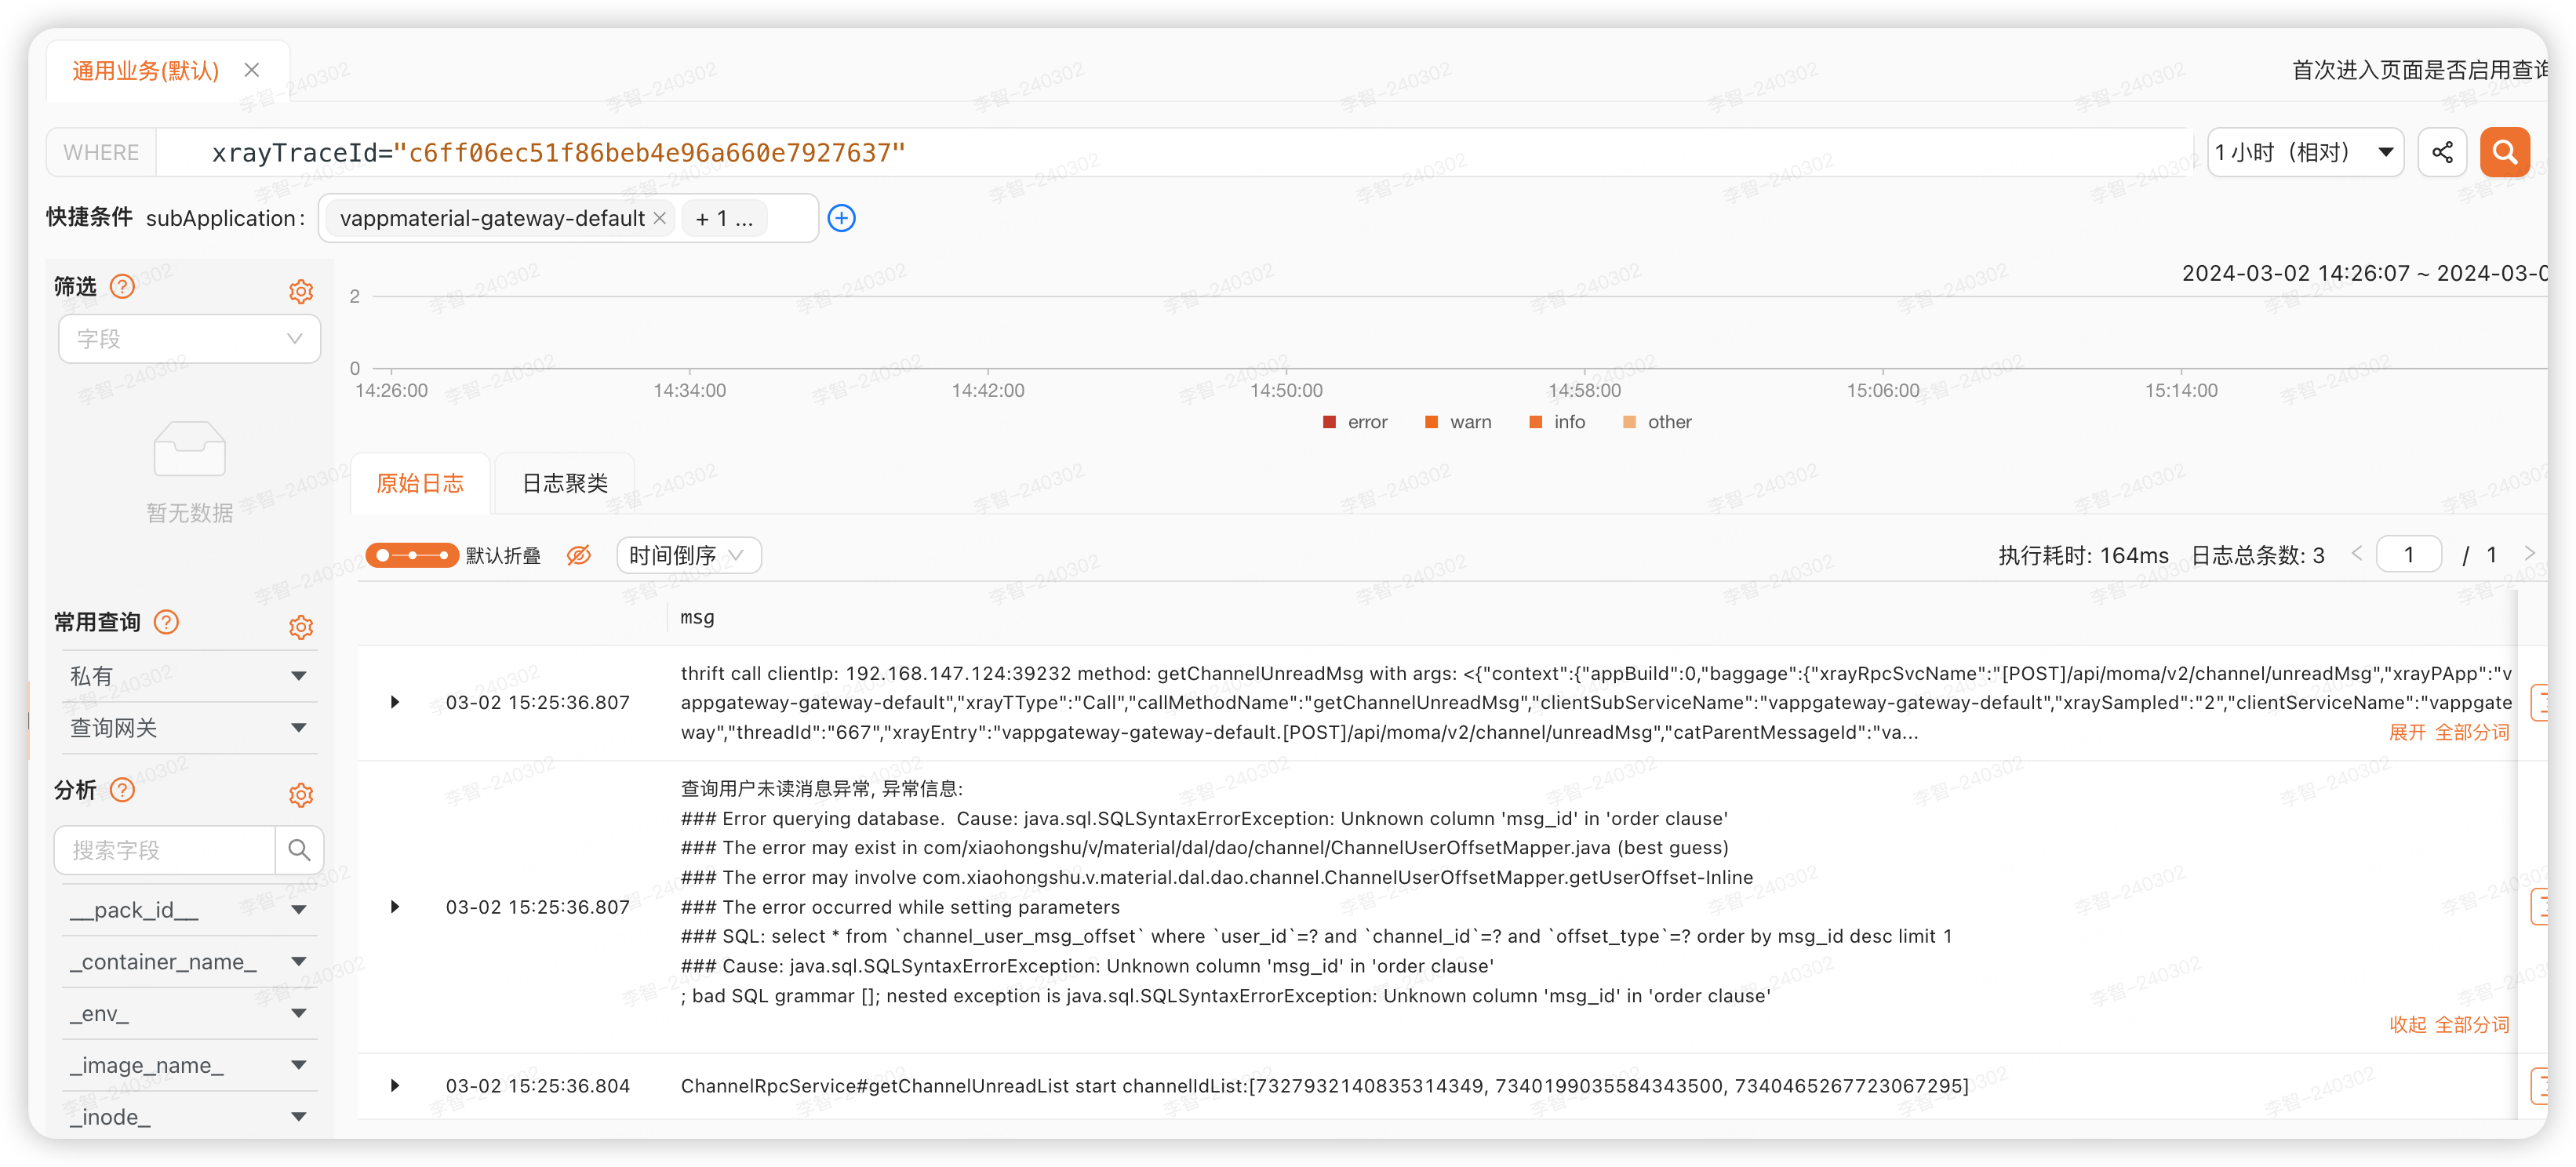 通用业务(默认)
首次进入页面是否启用查询
WHERE xrayTraceId="c6ff06ec51f86beb4e96a660e7927637" 1 小时（相对）
快捷条件 subApplication: vappmaterial-gateway-default + 1 ...
筛选
字段
暂无数据
2024-03-02 14:26:07 ~ 2024-03-0
2
0
14:26:00 14:34:00 14:42:00 14:50:00 14:58:00 15:06:00 15:14:00
error warn info other
原始日志 日志聚类
默认折叠 时间倒序 执行耗时: 164ms 日志总条数: 3 1 / 1
常用查询
私有
查询网关
分析
搜索字段
__pack_id__
_container_name_
_env_
_image_name_
_inode_
msg
03-02 15:25:36.807
thrift call clientIp: 192.168.147.124:39232 method: getChannelUnreadMsg with args: <{"context":{"appBuild":0,"baggage":{"xrayRpcSvcName":"[POST]/api/moma/v2/channel/unreadMsg","xrayPApp":"v
appgateway-gateway-default","xrayTType":"Call","callMethodName":"getChannelUnreadMsg","clientSubServiceName":"vappgateway-gateway-default","xraySampled":"2","clientServiceName":"vappgate
way","threadId":"667","xrayEntry":"vappgateway-gateway-default.[POST]/api/moma/v2/channel/unreadMsg","catParentMessageId":"va...
展开 全部分词
03-02 15:25:36.807
查询用户未读消息异常, 异常信息:
### Error querying database.  Cause: java.sql.SQLSyntaxErrorException: Unknown column 'msg_id' in 'order clause'
### The error may exist in com/xiaohongshu/v/material/dal/dao/channel/ChannelUserOffsetMapper.java (best guess)
### The error may involve com.xiaohongshu.v.material.dal.dao.channel.ChannelUserOffsetMapper.getUserOffset-Inline
### The error occurred while setting parameters
### SQL: select * from `channel_user_msg_offset` where `user_id`=? and `channel_id`=? and `offset_type`=? order by msg_id desc limit 1
### Cause: java.sql.SQLSyntaxErrorException: Unknown column 'msg_id' in 'order clause'
; bad SQL grammar []; nested exception is java.sql.SQLSyntaxErrorException: Unknown column 'msg_id' in 'order clause'
收起 全部分词
03-02 15:25:36.804
ChannelRpcService#getChannelUnreadList start channelIdList:[7327932140835314349, 7340199035584343500, 7340465267723067295]
李智-240302